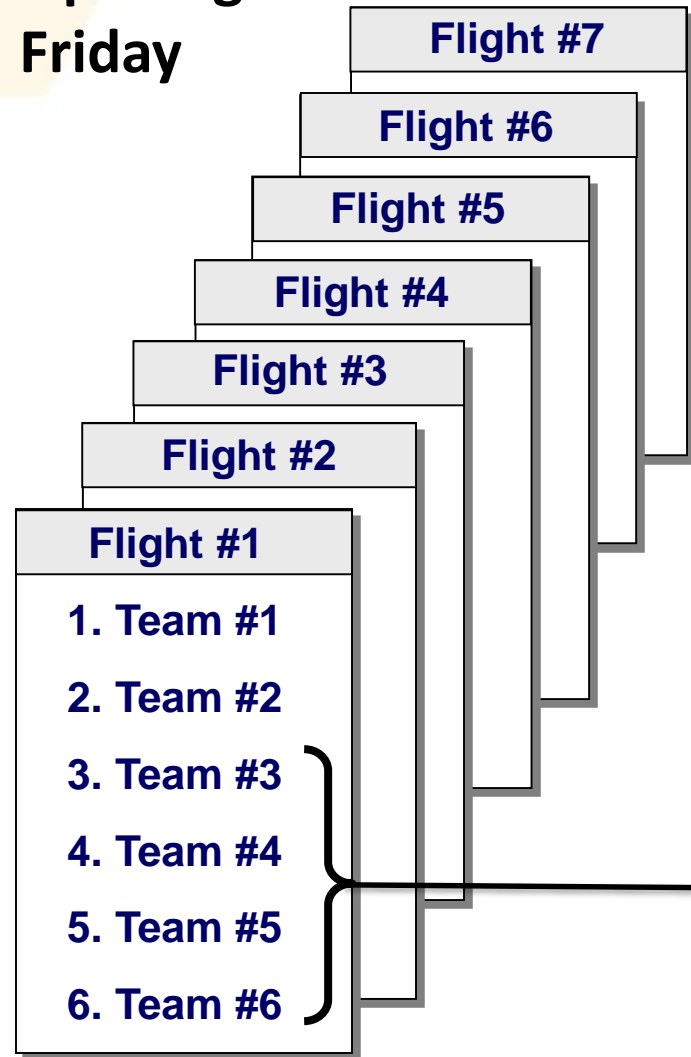 Friday
Flight #7
Flight #6
Flight #5
Flight #4
Flight #3
Flight #2
Flight #1
1. Team #1
2. Team #2
3. Team #3
4. Team #4
5. Team #5
6. Team #6